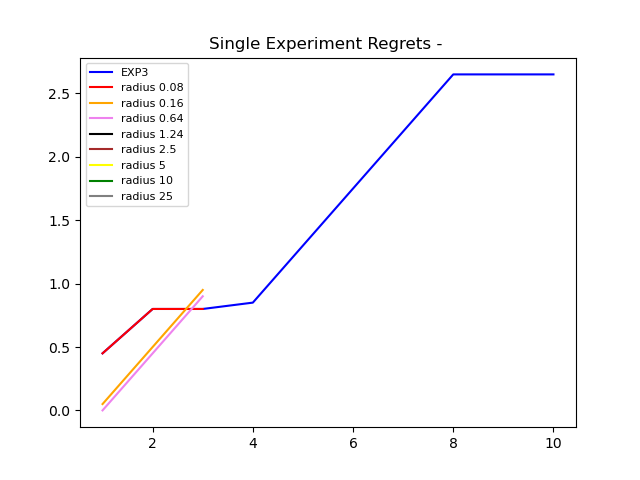 Single Experiment Regrets -
EXP3
radius 0.08
radius 0.16
radius 0.64
radius 1.24
radius 2.5
radius 5
radius 10
radius 25
2.5
2.0
1.5
1.0
0.5
0.0
2 4 6 8 10